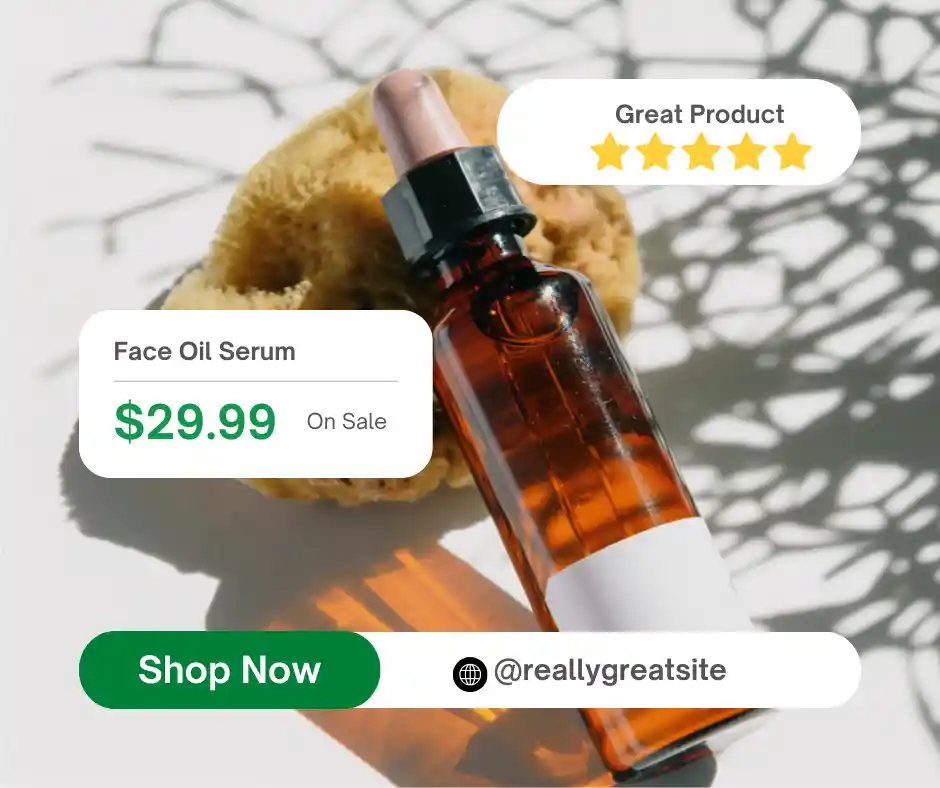 Great Product
Face Oil Serum
$29.99 On Sale
Shop Now
@reallygreatsite